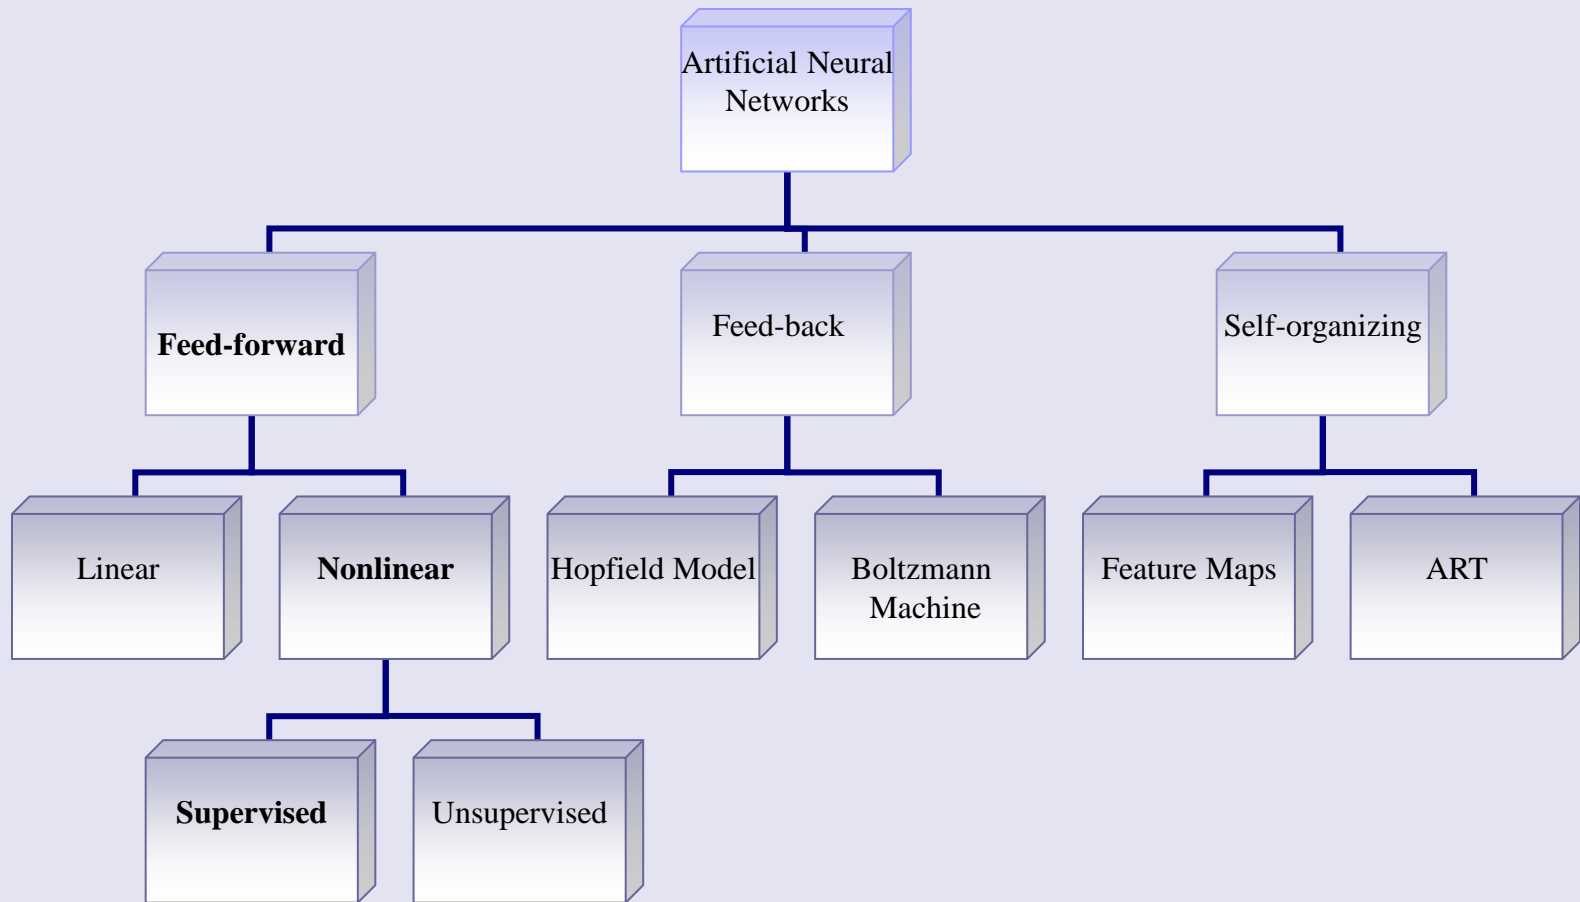 Artificial Neural
Networks
Feed-forward
Feed-back
Self-organizing
Linear
Nonlinear
Hopfield Model
Boltzmann
Machine
Feature Maps
ART
Supervised
Unsupervised